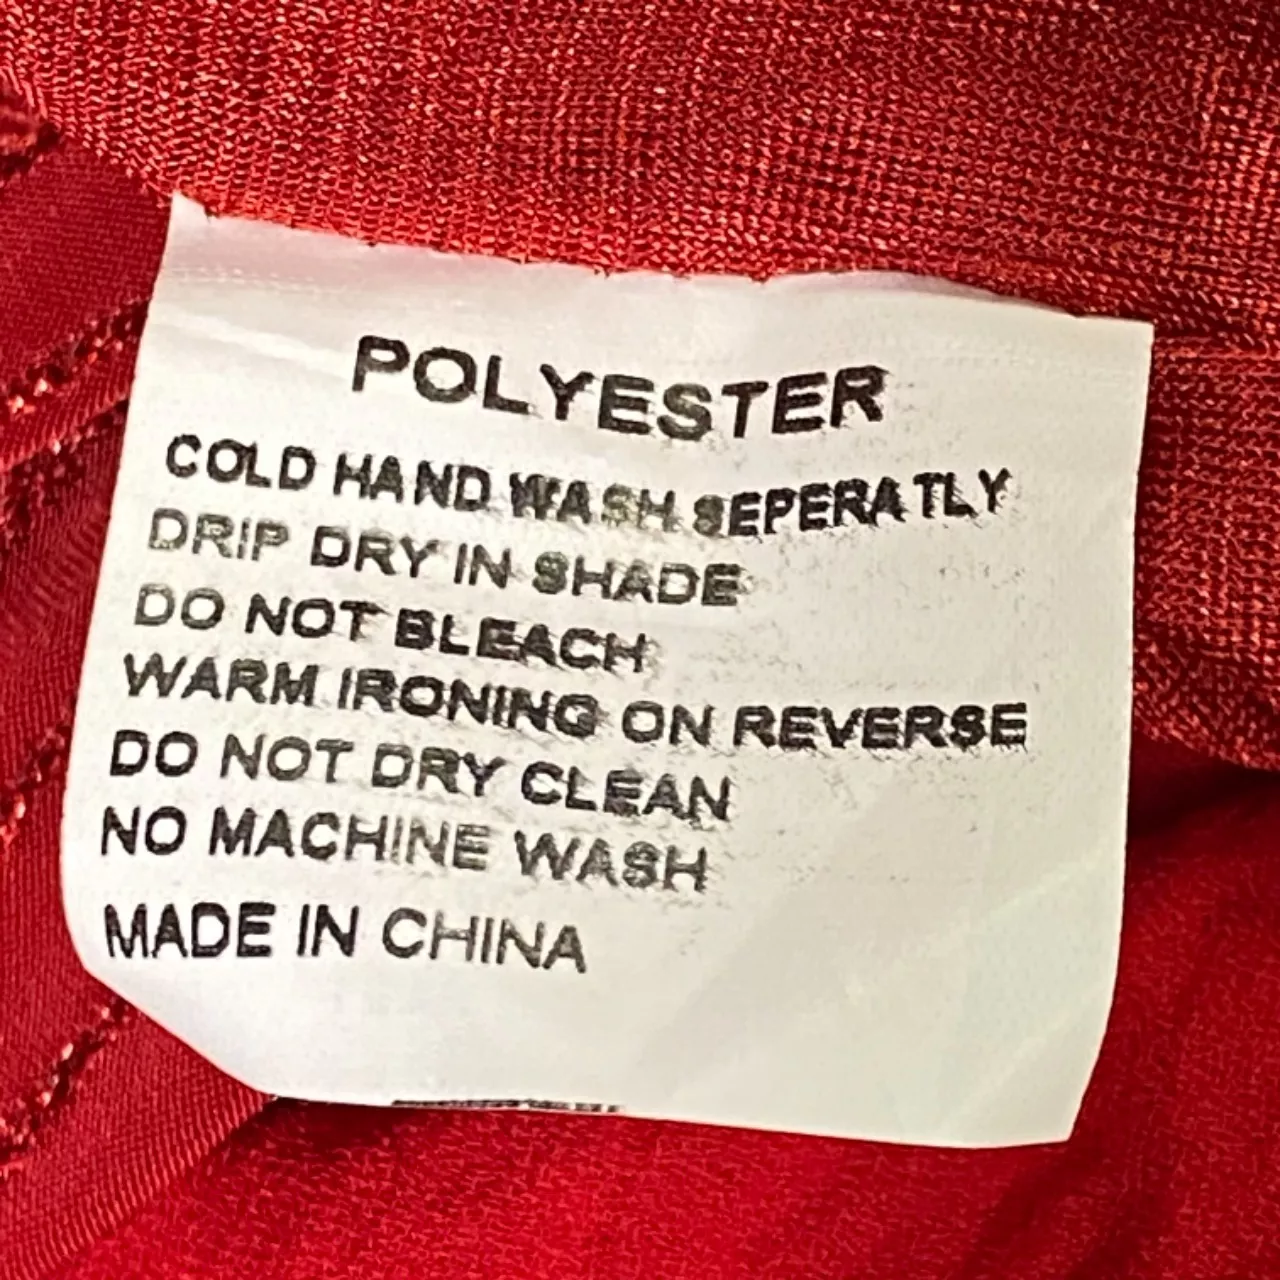 POLYESTER
COLD HAND WASH SEPERATLY
DRIP DRY IN SHADE
DO NOT BLEACH
WARM IRONING ON REVERSE
DO NOT DRY CLEAN
NO MACHINE WASH
MADE IN CHINA